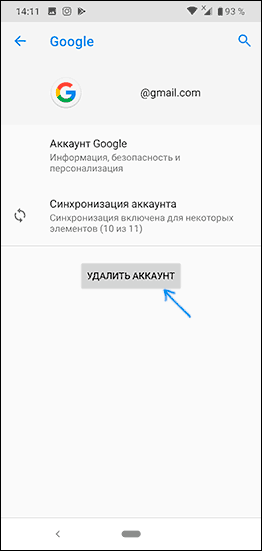 14:11 93 %
Google
@gmail.com
Аккаунт Google
Информация, безопасность и
персонализация
Синхронизация аккаунта
Синхронизация включена для некоторых
элементов (10 из 11)
УДАЛИТЬ АККАУНТ